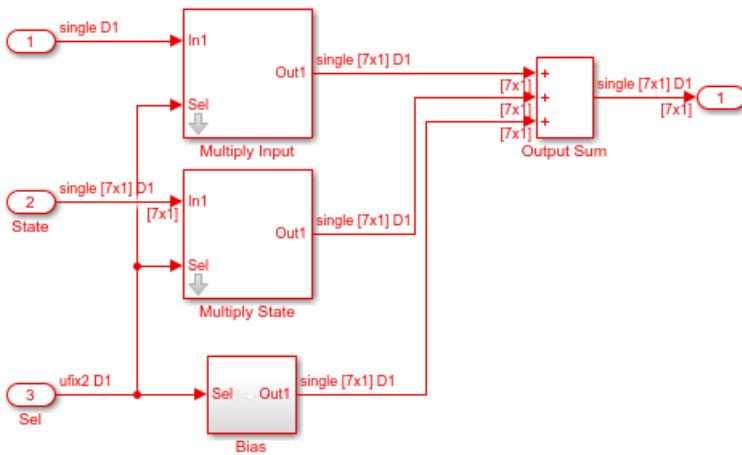 single D1
1
In1
Out1
Sel
Multiply Input
single [7x1] D1
[7x1]
[7x1]
[7x1]
+
+
+
Output Sum
single [7x1] D1
[7x1]
1
single [7x1] D1
2
State
[7x1]
In1
Out1
Sel
Multiply State
single [7x1] D1
ufix2 D1
3
Sel
Sel
Out1
Bias
single [7x1] D1